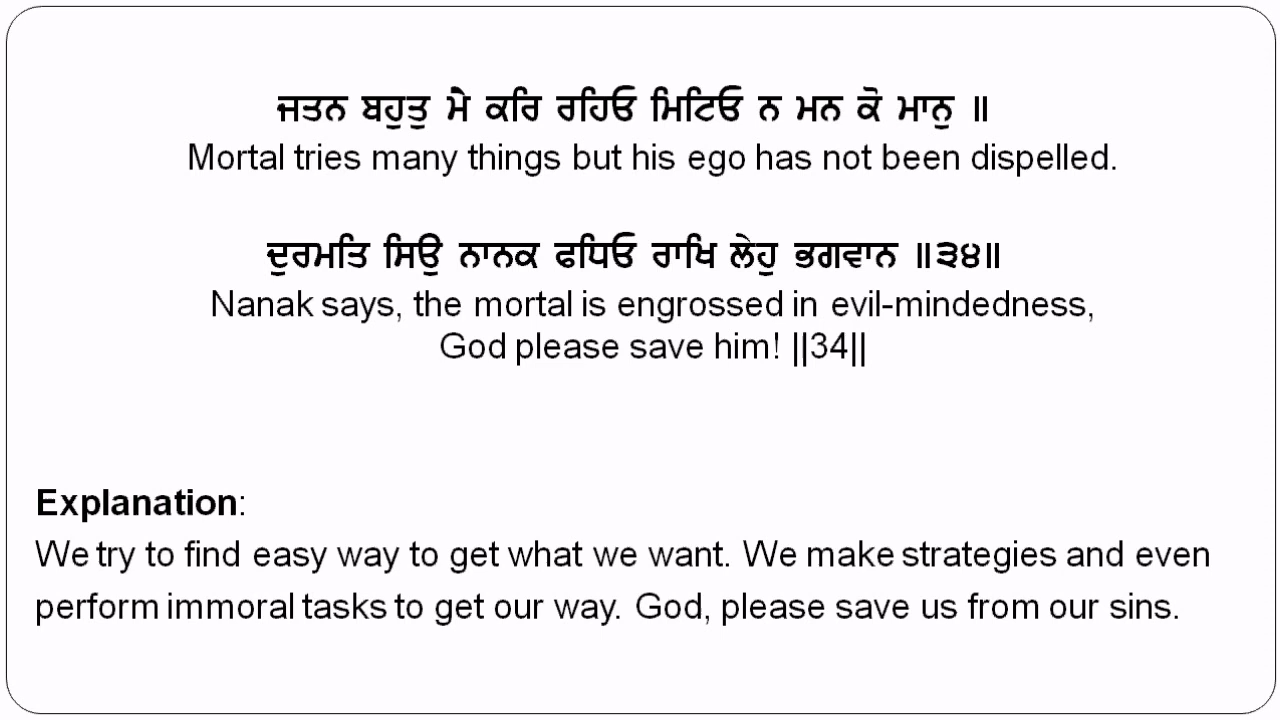 ਜਤਨ ਬਹੁਤੁ ਮੈ ਕਰਿ ਰਹਿਓ ਮਿਟਿਓ ਨ ਮਨ ਕੋ ਮਾਨੁ ॥
Mortal tries many things but his ego has not been dispelled.
ਦੁਰਮਤਿ ਸਿਉ ਨਾਨਕ ਫਧਿਓ ਰਾਖਿ ਲੇਹੁ ਭਗਵਾਨ ॥੩੪॥
Nanak says, the mortal is engrossed in evil-mindedness,
God please save him! ||34||
Explanation:
We try to find easy way to get what we want. We make strategies and even
perform immoral tasks to get our way. God, please save us from our sins.